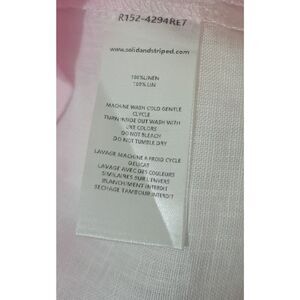 R152-4294RE7
www.solidandstriped.com
100%LINEN
100% LIN
MACHINE WASH COLD GENTLE
CLYCLE
TURN INSIDE OUT WASH WITH
LIKE COLORS
DO NOT BLEACH
DO NOT TUMBLE DRY
LAVAGE MACHINE A FROID CYCLE
DELICAT
LAVAGE AVEC DES COULEURS
SIMILAIRES SUR L'ENVERS
BLANCHIMENT INTERDIT
SECHAGE TAMBOUR INTERDIT